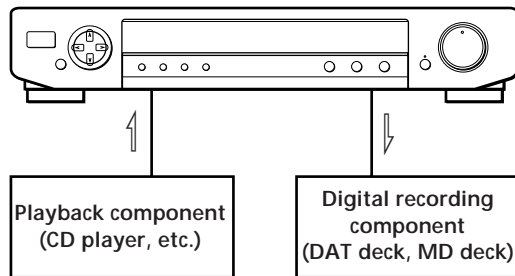 Playback component
(CD player, etc.)
Digital recording
component
(DAT deck, MD deck)